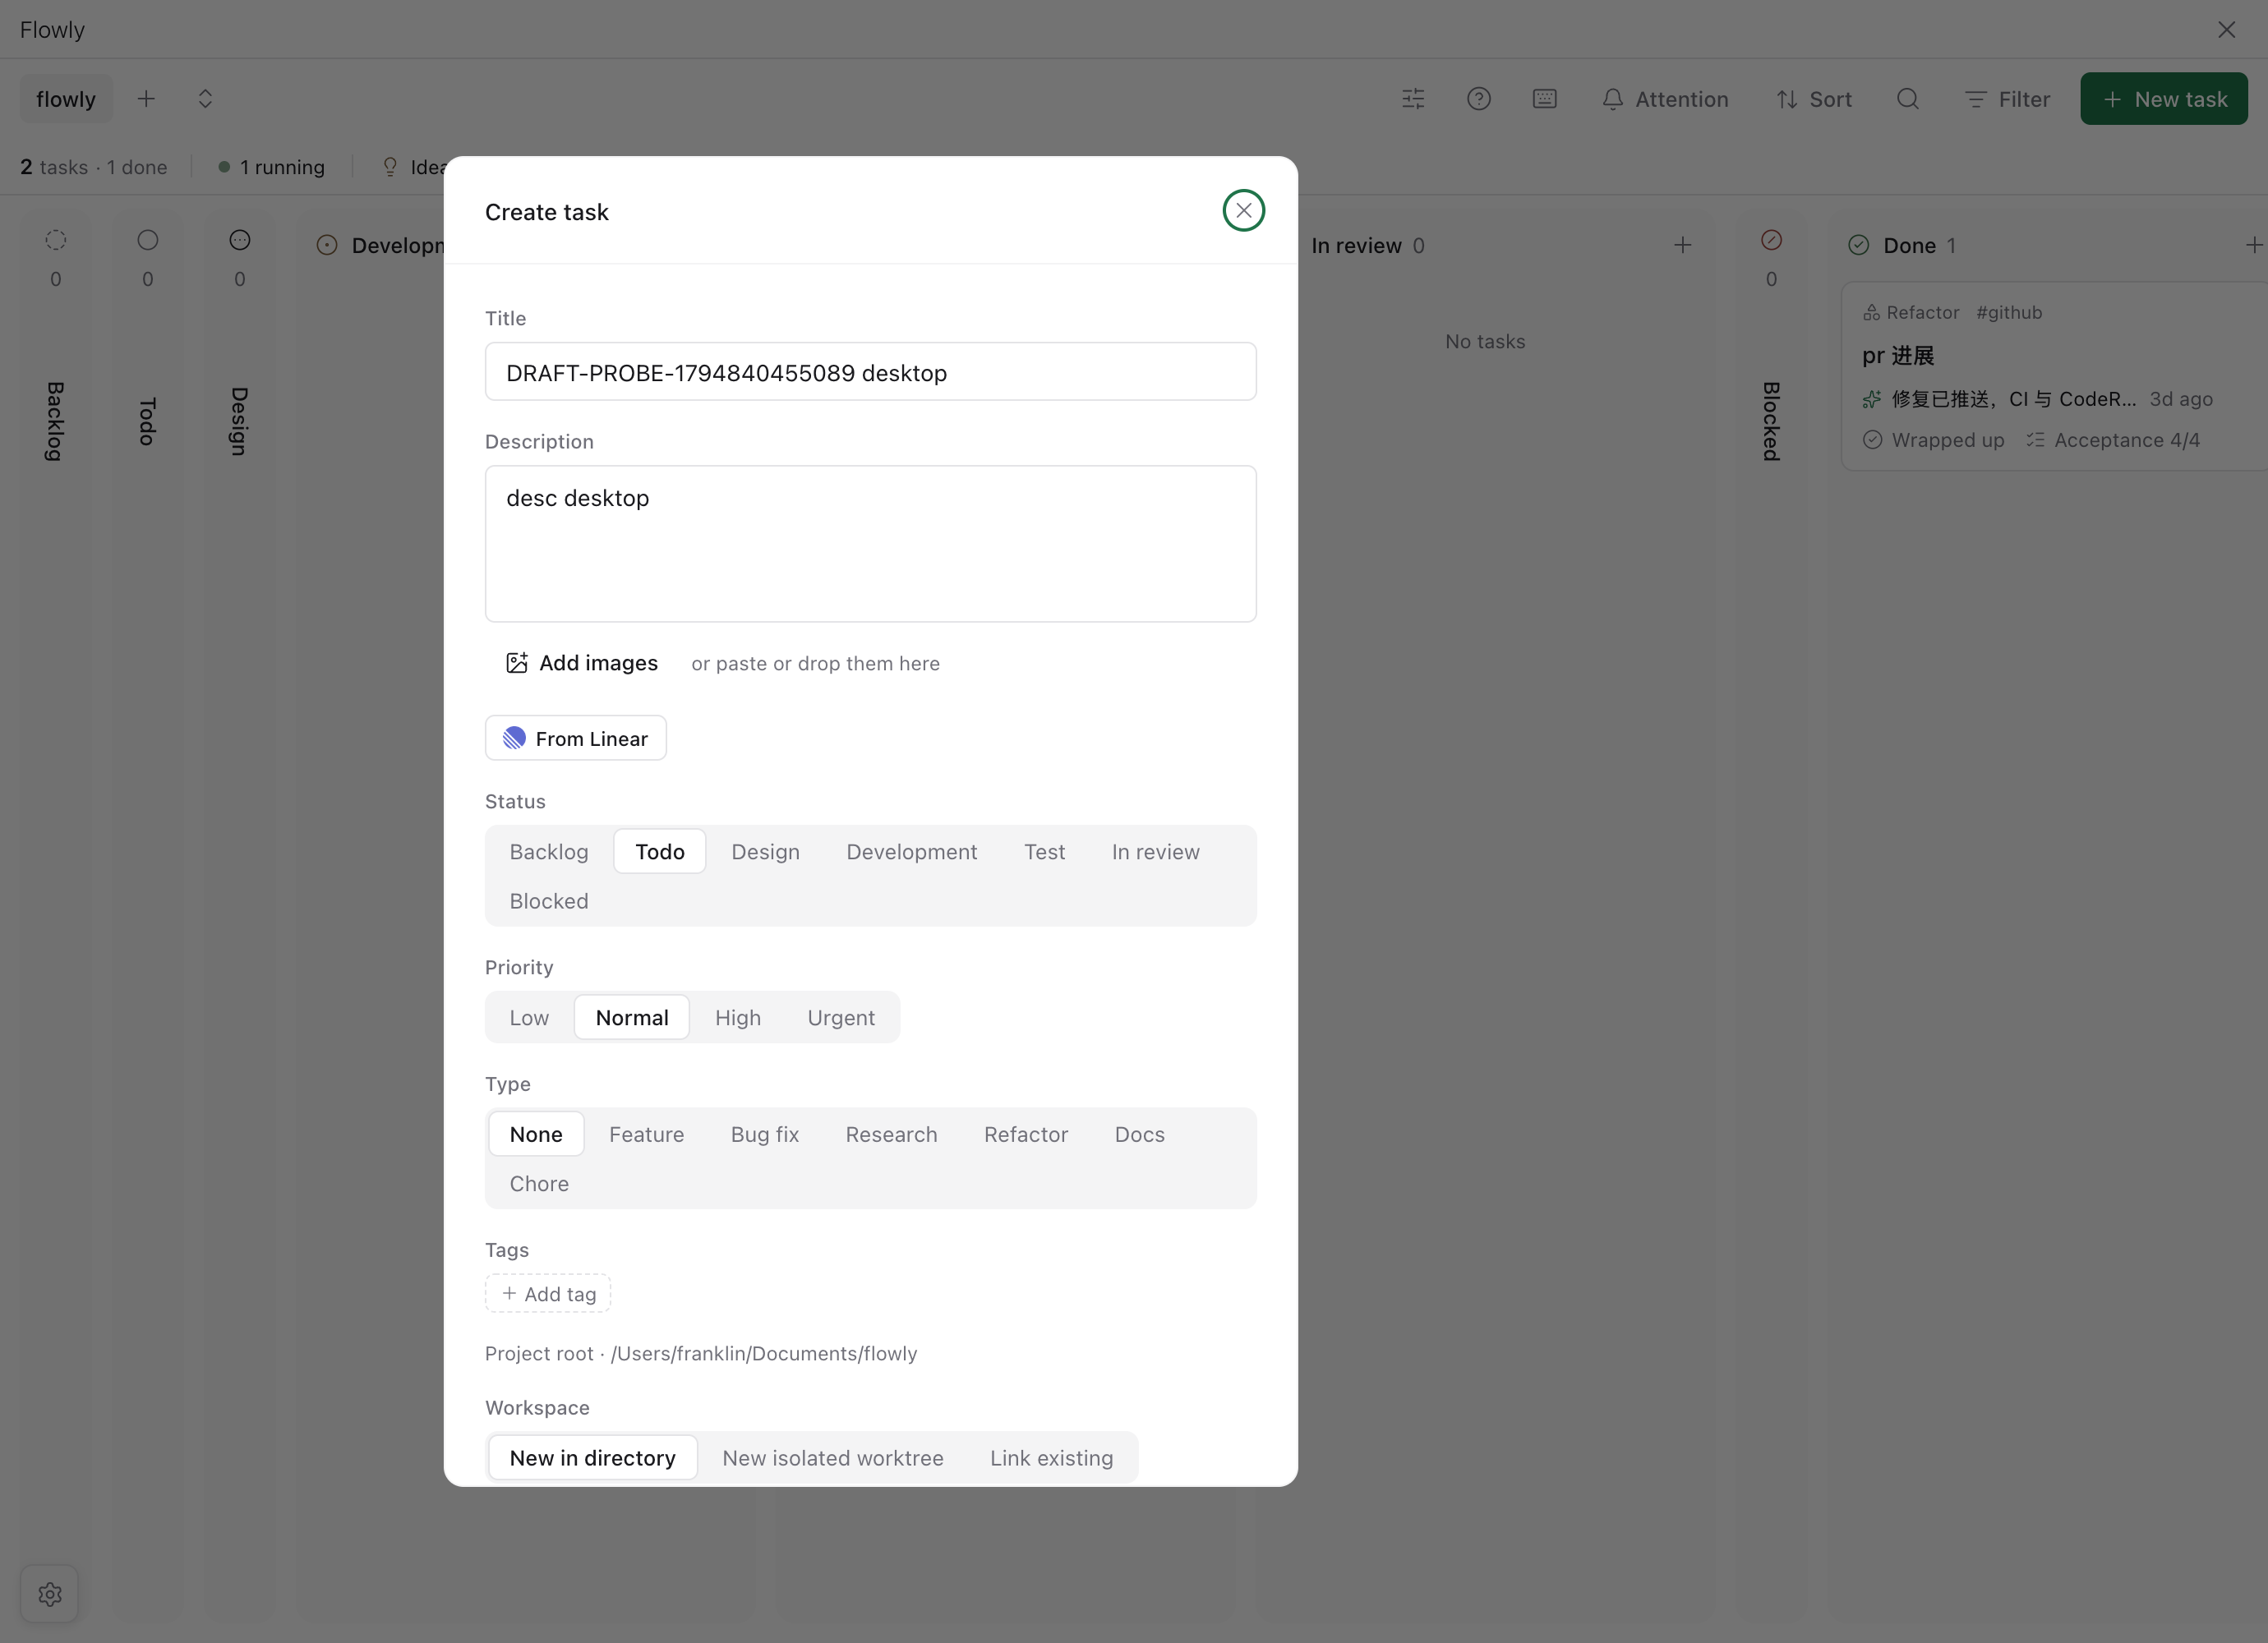 Flowly
flowly
Attention
Sort
Filter
New task
2 tasks · 1 done
1 running
0
Backlog
0
Todo
0
Design
Create task
Title
DRAFT-PROBE-1794840455089 desktop
Description
desc desktop
Add images or paste or drop them here
From Linear
Status
Backlog Todo Design Development Test In review
Blocked
Priority
Low Normal High Urgent
Type
None Feature Bug fix Research Refactor Docs
Chore
Tags
Add tag
Project root · /Users/franklin/Documents/flowly
Workspace
New in directory New isolated worktree Link existing
In review 0
No tasks
0
Blocked
Done 1
Refactor #github
pr 进展
修复已推送，CI 与 CodeR... 3d ago
Wrapped up Acceptance 4/4